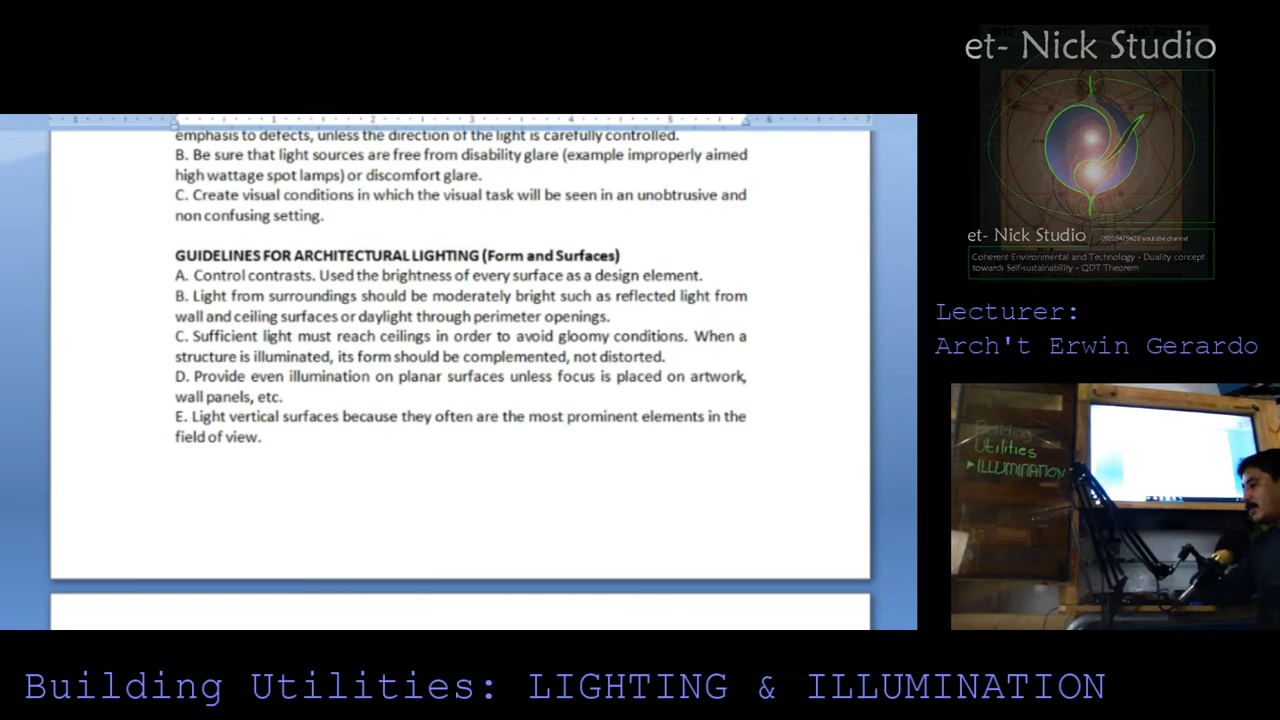 et- Nick Studio
emphasis to defects, unless the direction of the light is carefully controlled.
B. Be sure that light sources are free from disability glare (example improperly aimed
high wattage spot lamps) or discomfort glare.
C. Create visual conditions in which the visual task will be seen in an unobtrusive and
non confusing setting.
GUIDELINES FOR ARCHITECTURAL LIGHTING (Form and Surfaces)
A. Control contrasts. Used the brightness of every surface as a design element.
B. Light from surroundings should be moderately bright such as reflected light from
wall and ceiling surfaces or daylight through perimeter openings.
C. Sufficient light must reach ceilings in order to avoid gloomy conditions. When a
structure is illuminated, its form should be complemented, not distorted.
D. Provide even illumination on planar surfaces unless focus is placed on artwork,
wall panels, etc.
E. Light vertical surfaces because they often are the most prominent elements in the
field of view.
et- Nick Studio
youtube channel
Coherent Environmental and Technology - Duality concept
towards Self-sustainability - QDT Theorem
Lecturer:
Arch't Erwin Gerardo
Building
Utilities
ILLUMINATION
Building Utilities: LIGHTING & ILLUMINATION